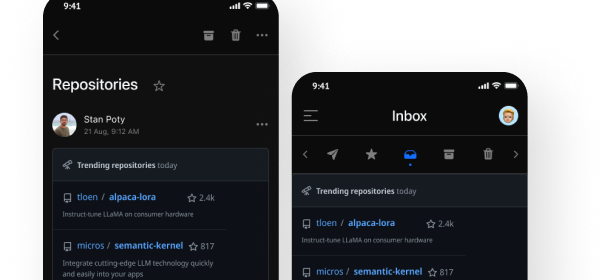 9:41
Repositories
Stan Poty
21 Aug, 9:12 AM
Trending repositories today
tloen / alpaca-lora 2.4k
Instruct-tune LLaMA on consumer hardware
micros / semantic-kernel 817
Integrate cutting-edge LLM technology quickly
and easily into your apps
9:41
Inbox
Trending repositories today
tloen / alpaca-lora 2.4k
Instruct-tune LLaMA on consumer hardware
micros / semantic-kernel 817